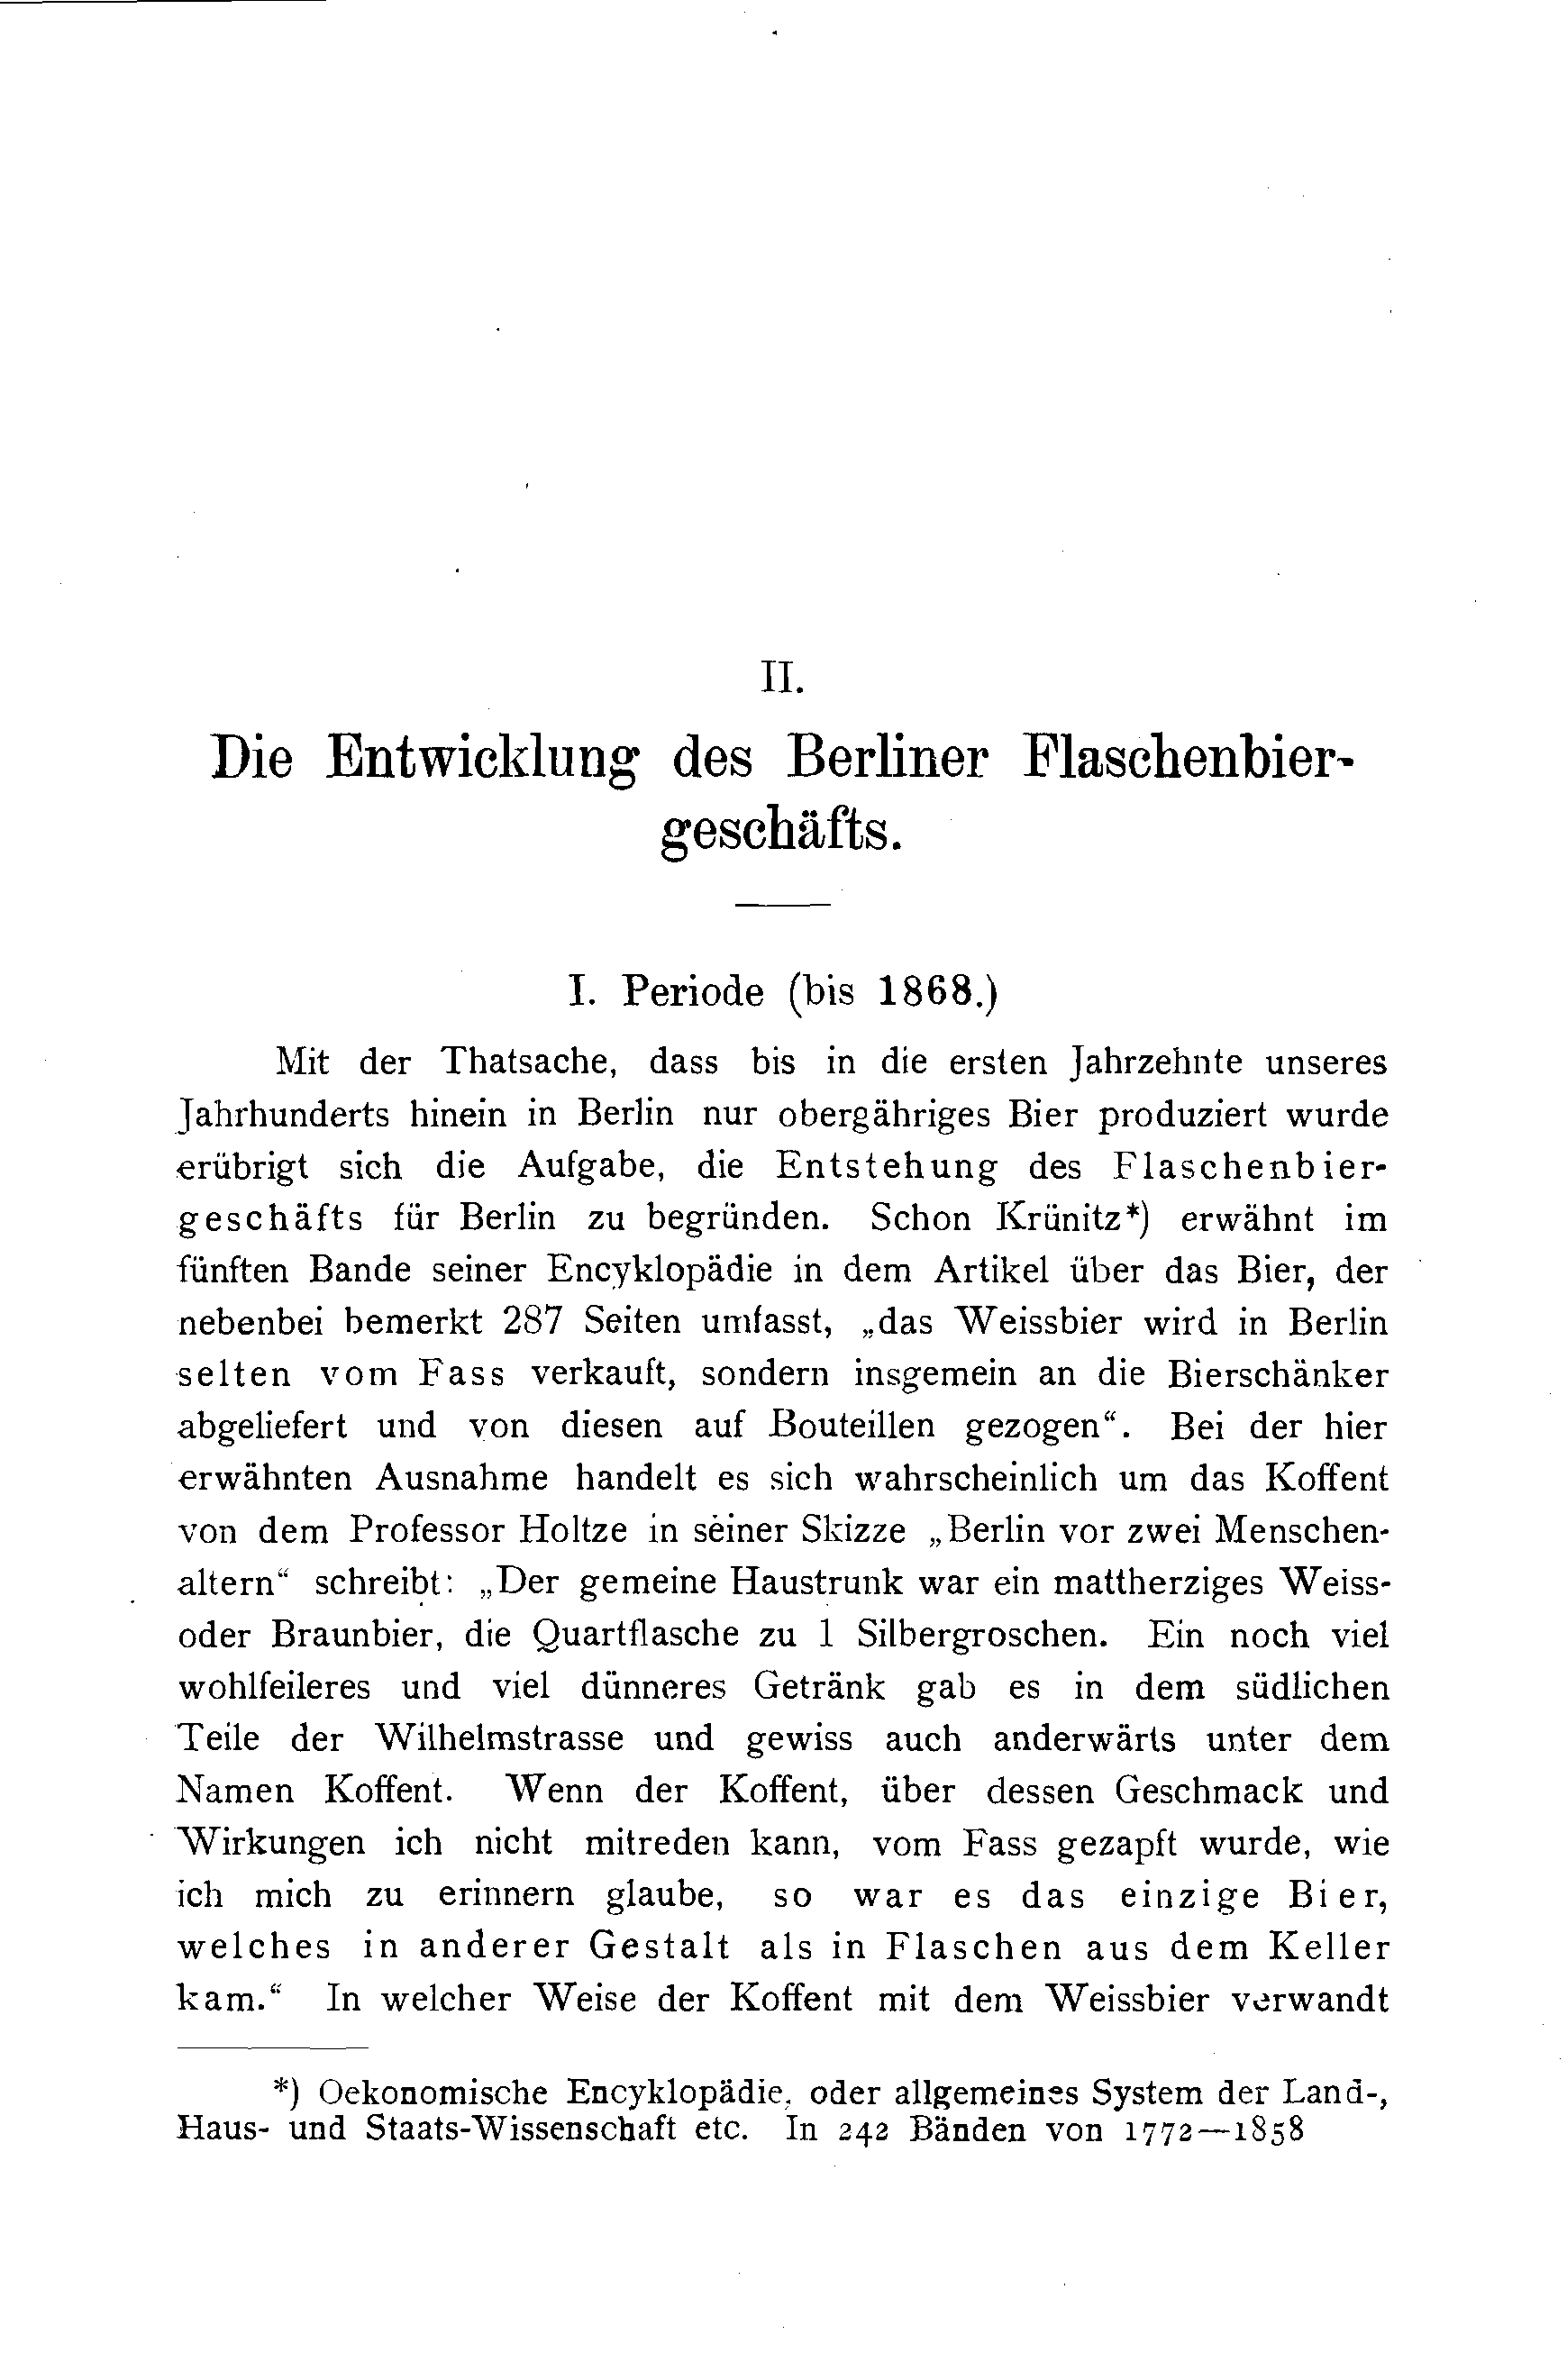 II.
Die Entwicklung des Berliner Flaschenbier-
geschäfts.
I. Periode (bis 1868.)
Mit der Thatsache, dass bis in die ersten Jahrzehnte unseres
Jahrhunderts hinein in Berlin nur obergähriges Bier produziert wurde
erübrigt sich die Aufgabe, die Entstehung des Flaschenbier-
geschäfts für Berlin zu begründen. Schon Krünitz*) erwähnt im
fünften Bande seiner Encyklopädie in dem Artikel über das Bier, der
nebenbei bemerkt 287 Seiten umfasst, „das Weissbier wird in Berlin
selten vom Fass verkauft, sondern insgemein an die Bierschänker
abgeliefert und von diesen auf Bouteillen gezogen“. Bei der hier
erwähnten Ausnahme handelt es sich wahrscheinlich um das Koffent
von dem Professor Holtze in seiner Skizze „Berlin vor zwei Menschen-
altern“ schreibt: „Der gemeine Haustrunk war ein mattherziges Weiss-
oder Braunbier, die Quartflasche zu 1 Silbergroschen. Ein noch viel
wohlfeileres und viel dünneres Getränk gab es in dem südlichen
Teile der Wilhelmstrasse und gewiss auch anderwärts unter dem
Namen Koffent. Wenn der Koffent, über dessen Geschmack und
Wirkungen ich nicht mitreden kann, vom Fass gezapft wurde, wie
ich mich zu erinnern glaube, so war es das einzige Bier,
welches in anderer Gestalt als in Flaschen aus dem Keller
kam.“ In welcher Weise der Koffent mit dem Weissbier verwandt
*) Oekonomische Encyklopädie, oder allgemeines System der Land-,
Haus- und Staats-Wissenschaft etc. In 242 Bänden von 1772—1858